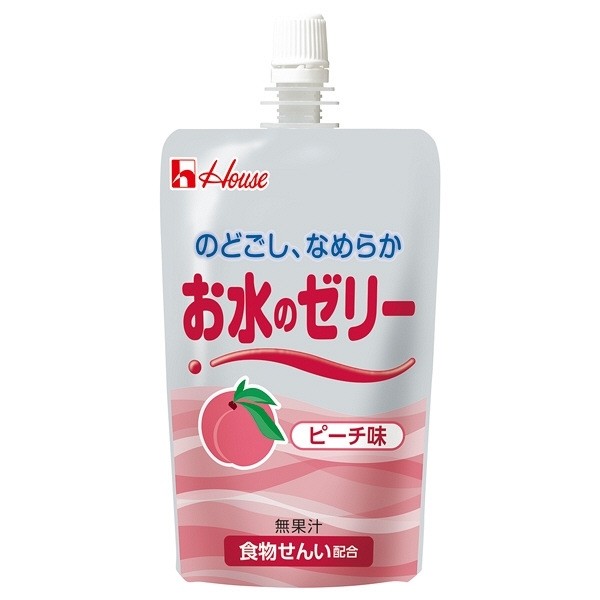 House
のどごし、なめらか
お水のゼリー
ピーチ味
無果汁
食物せんい配合